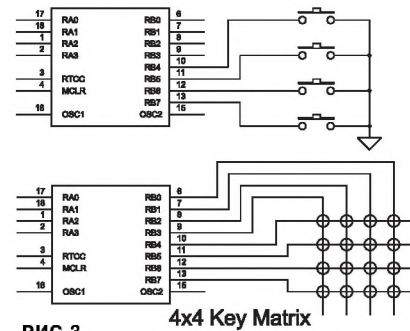 17 RA0 RB0 6
18 RA1 RB1 7
1 RA2 RB2 8
2 RA3 RB3 9
RB4 10
3 RTCC RB5 11
4 MCLR RB6 12
RB7 13
16 OSC1 OSC2 15
17 RA0 RB0 6
18 RA1 RB1 7
1 RA2 RB2 8
2 RA3 RB3 9
RB4 10
3 RTCC RB5 11
4 MCLR RB6 12
RB7 13
16 OSC1 OSC2 15
4x4 Key Matrix
РИС. 3